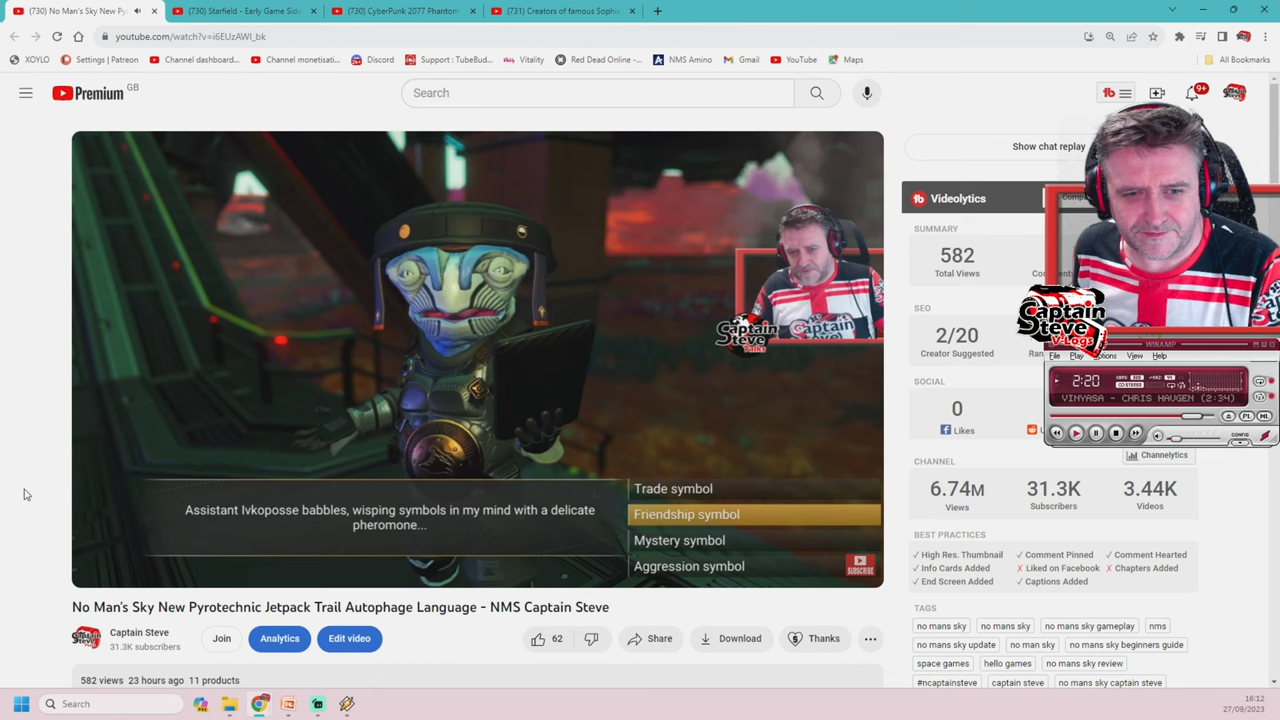 (730) No Man's Sky New Py
(730) Starfield - Early Game Side
(730) CyberPunk 2077 Phantom
(731) Creators of famous Sophi
youtube.com/watch?v=i6EUzAWI_bk
XOYLO
Settings | Patreon
Channel dashboard...
Channel monetisati...
Discord
Support : TubeBud...
Vitality
Red Dead Online -...
NMS Amino
Gmail
YouTube
Maps
All Bookmarks
Premium GB
Search
9+
Show chat replay
Videolytics
SUMMARY
582
Total Views
SEO
2/20
Creator Suggested
SOCIAL
0
Likes
CHANNEL
Channelytics
6.74M
Views
31.3K
Subscribers
3.44K
Videos
BEST PRACTICES
High Res. Thumbnail
Comment Pinned
Comment Hearted
Info Cards Added
Liked on Facebook
Chapters Added
End Screen Added
Captions Added
TAGS
no mans sky
no mans sky
no mans sky gameplay
nms
no mans sky update
no man sky
no mans sky beginners guide
space games
hello games
no mans sky review
#ncaptainsteve
captain steve
no mans sky captain steve
Captain
Steve
V-Logs
WINAMP
File Play Options View Help
2:20
VINYASA - CHRIS HAUGEN (2:34)
PL
ML
CONFIG
Captain
Steve
Talks
Assistant Ivkoposse babbles, wisping symbols in my mind with a delicate
pheromone...
Trade symbol
Friendship symbol
Mystery symbol
Aggression symbol
SUBSCRIBE
No Man's Sky New Pyrotechnic Jetpack Trail Autophage Language - NMS Captain Steve
Captain Steve
31.3K subscribers
Join
Analytics
Edit video
62
Share
Download
Thanks
582 views 23 hours ago 11 products
Search
16:12
27/09/2023